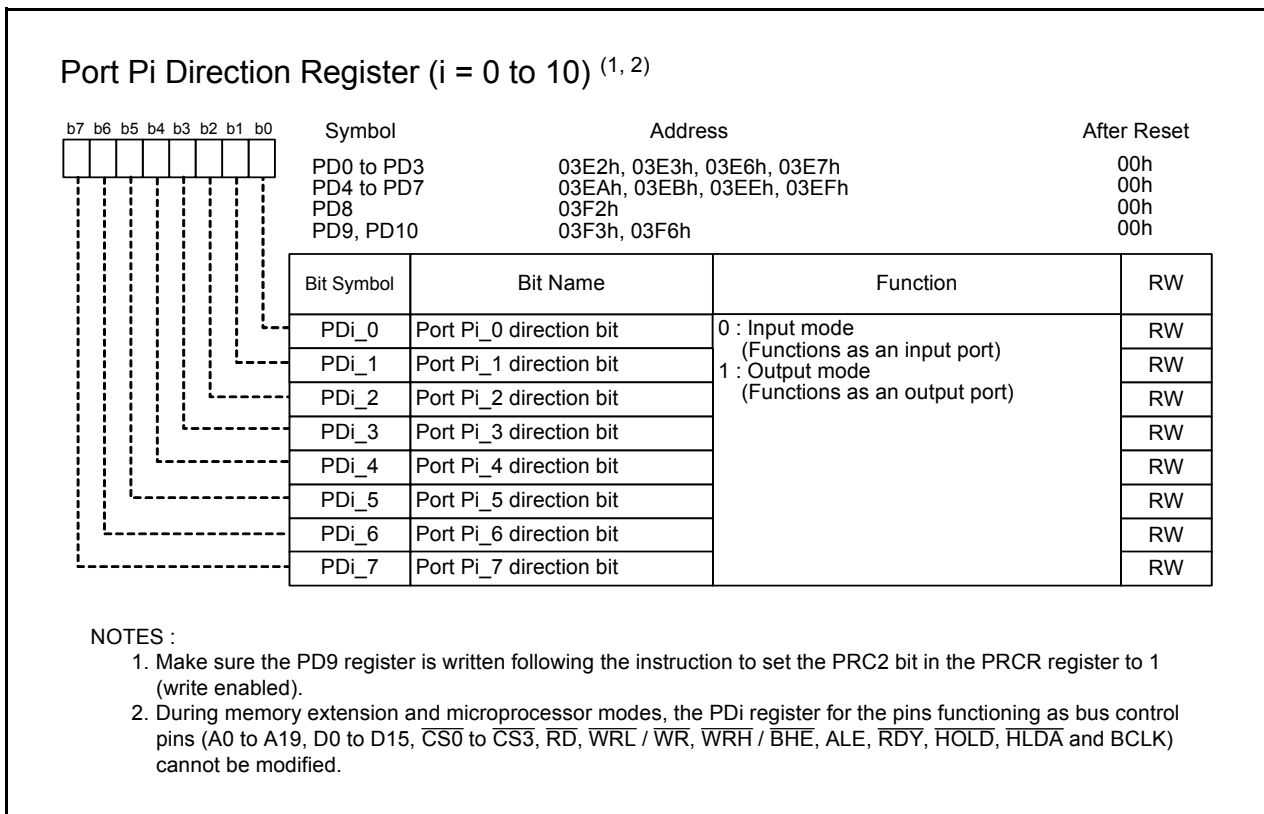 Port Pi Direction Register (i = 0 to 10) (1, 2)
b7 b6 b5 b4 b3 b2 b1 b0
Symbol Address After Reset
PD0 to PD3 03E2h, 03E3h, 03E6h, 03E7h 00h
PD4 to PD7 03EAh, 03EBh, 03EEh, 03EFh 00h
PD8 03F2h 00h
PD9, PD10 03F3h, 03F6h 00h
Bit Symbol Bit Name Function RW
PDi_0 Port Pi_0 direction bit 0 : Input mode RW
(Functions as an input port)
PDi_1 Port Pi_1 direction bit 1 : Output mode RW
(Functions as an output port)
PDi_2 Port Pi_2 direction bit RW
PDi_3 Port Pi_3 direction bit RW
PDi_4 Port Pi_4 direction bit RW
PDi_5 Port Pi_5 direction bit RW
PDi_6 Port Pi_6 direction bit RW
PDi_7 Port Pi_7 direction bit RW
NOTES :
1. Make sure the PD9 register is written following the instruction to set the PRC2 bit in the PRCR register to 1
(write enabled).
2. During memory extension and microprocessor modes, the PDi register for the pins functioning as bus control
pins (A0 to A19, D0 to D15, CS0 to CS3, RD, WRL / WR, WRH / BHE, ALE, RDY, HOLD, HLDA and BCLK)
cannot be modified.